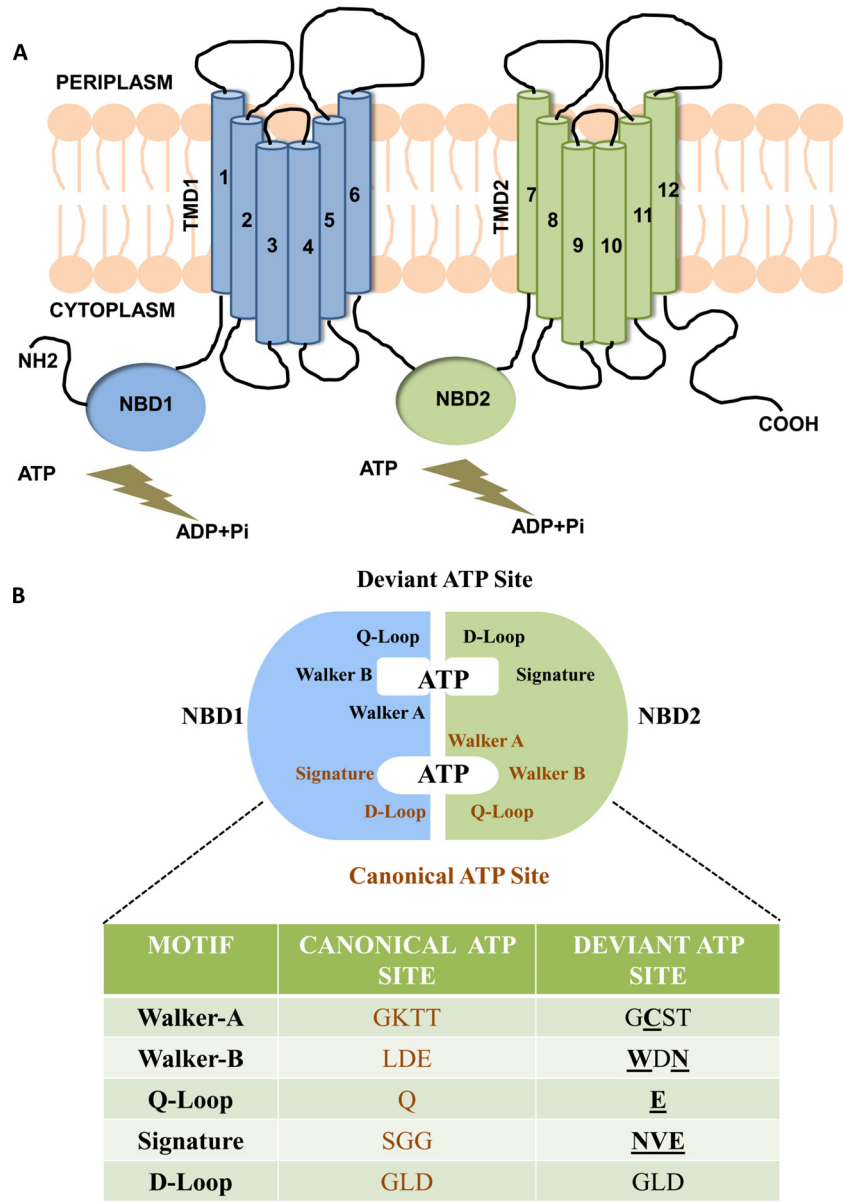 A
PERIPLASM
TMD1
1
2
3
4
5
6
TMD2
7
8
9
10
11
12
CYTOPLASM
NH2
NBD1
NBD2
COOH
ATP
ADP+Pi
ATP
ADP+Pi
B
Deviant ATP Site
Q-Loop
D-Loop
Walker B
ATP
Signature
Walker A
NBD1
NBD2
Walker A
Signature
ATP
Walker B
D-Loop
Q-Loop
Canonical ATP Site
MOTIF CANONICAL ATP SITE DEVIANT ATP SITE
Walker-A GKTT GCST
Walker-B LDE WDN
Q-Loop Q E
Signature SGG NVE
D-Loop GLD GLD